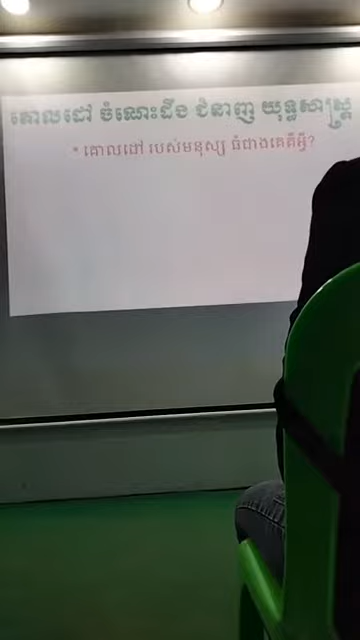 គោលដៅ ចំណេះដឹង ជំនាញ យុទ្ធសាស្ត្រ
* គោលដៅ របស់មនុស្ស ធំជាងគេគឺអ្វី?